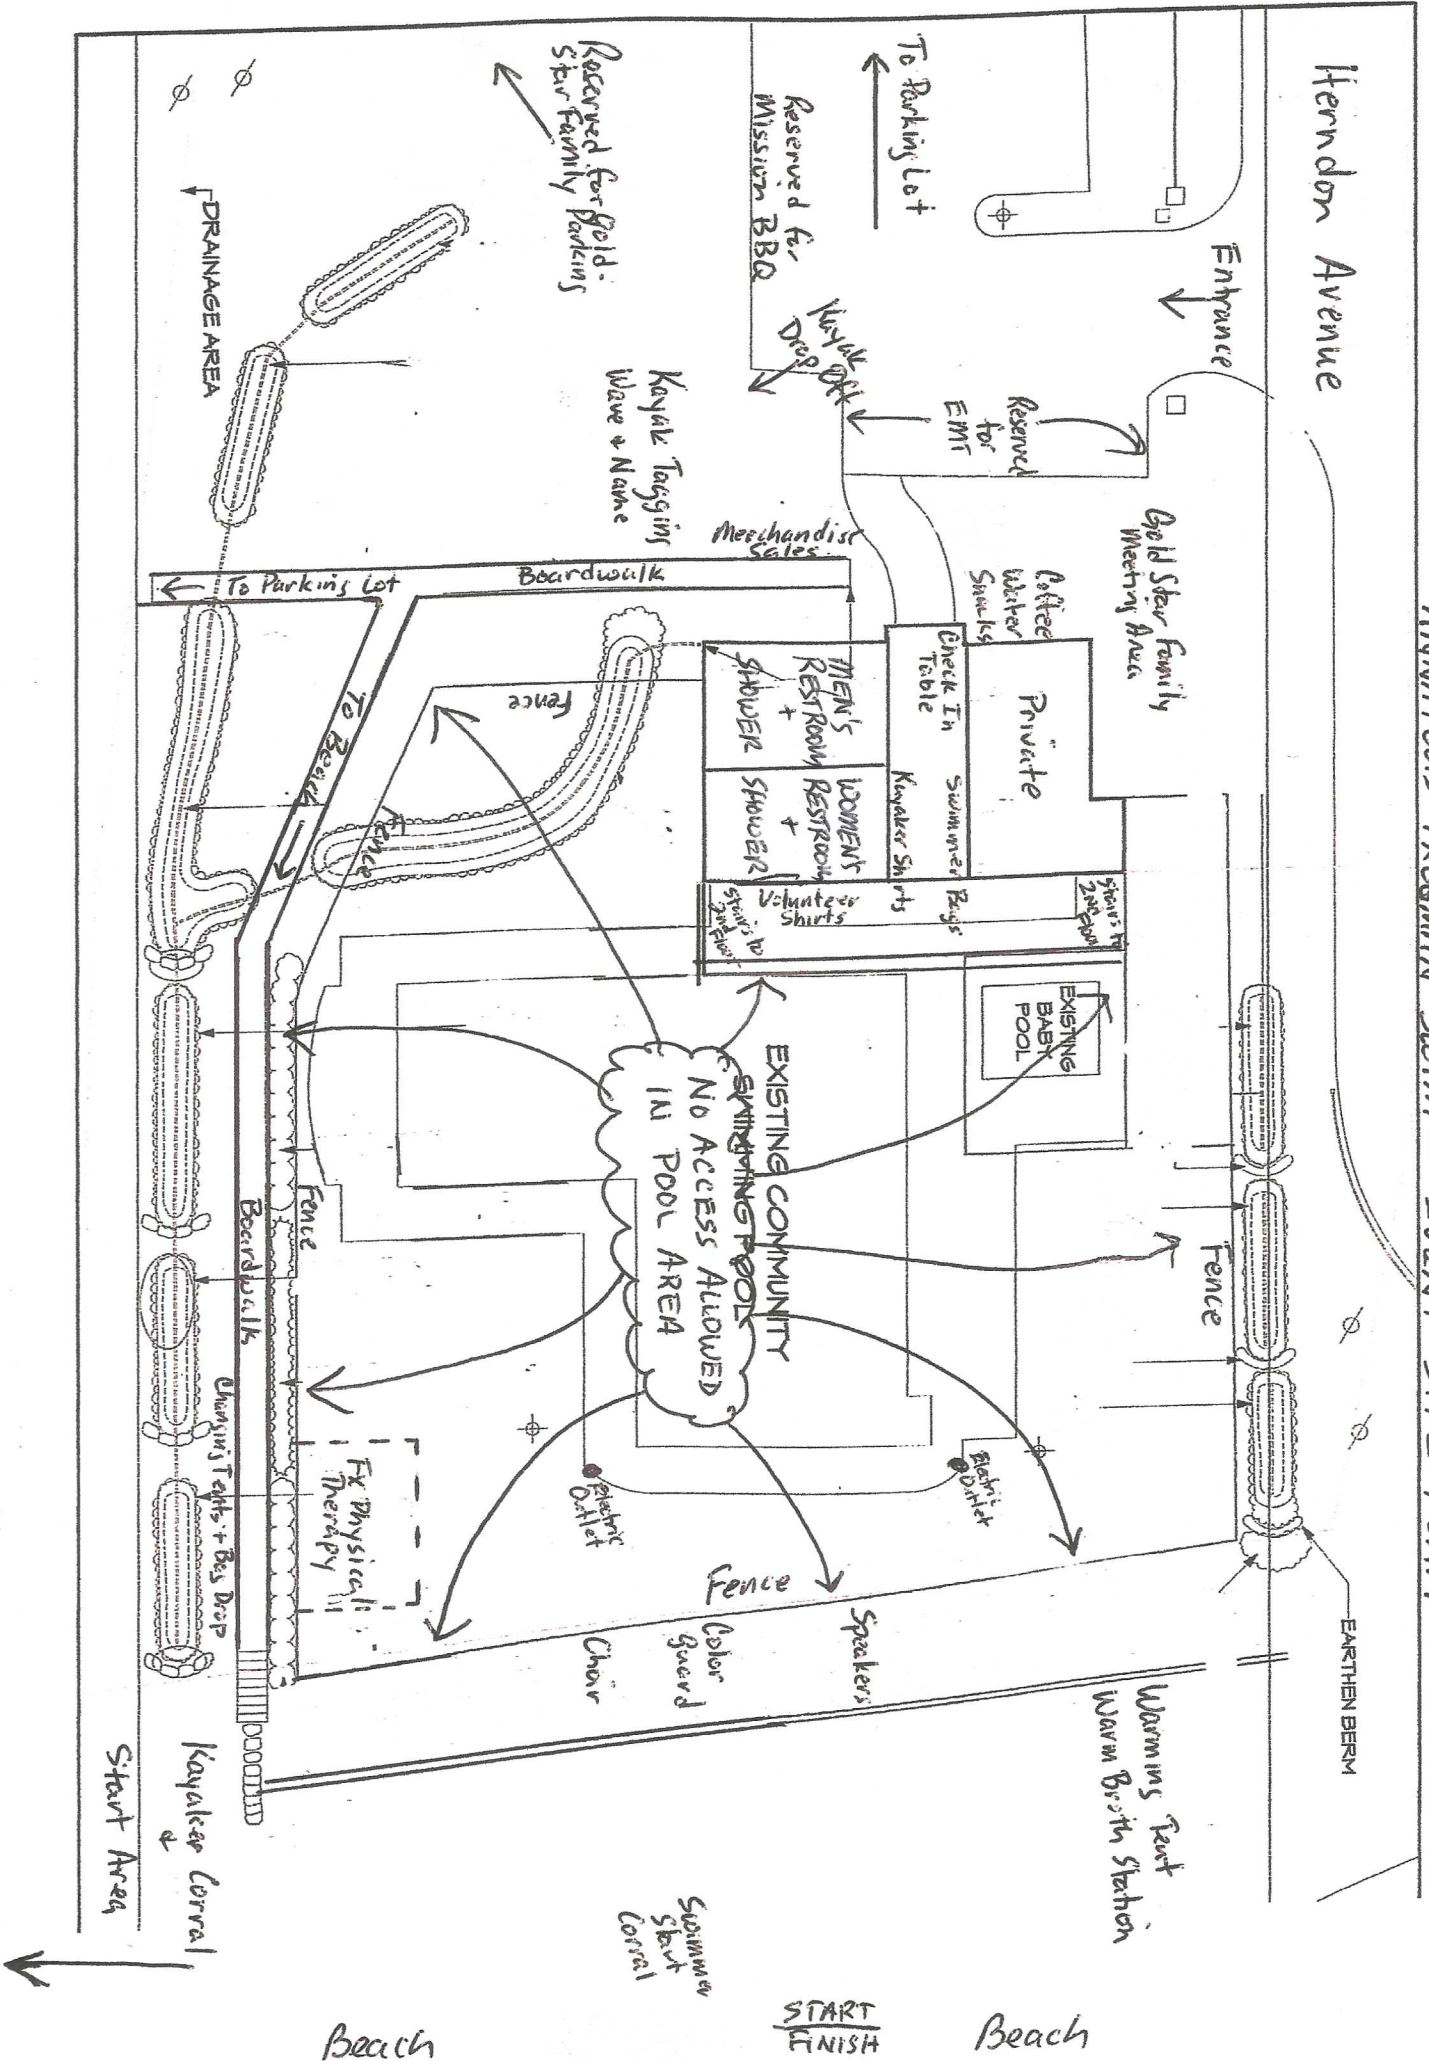 Herndon Avenue
Entrance
To Parking Lot
Reserved for
Mission BBQ
Reserved for Gold
Star Family Parking
DRAINAGE AREA
Kayak
Drop Off
Reserved
for
EMT
Kayak Tagging
Wave + Name
Merchandise
Sales
Gold Star Family
Meeting Area
Coffee
Water
Snacks
To Parking Lot
Boardwalk
To Beach
Fence
Fence
Check In
Table
Private
MEN'S
RESTROOM
+
SHOWER
WOMEN'S
RESTROOM
+
SHOWER
Swimmer Bags
Kayaker Shirts
Volunteer
Shirts
Stairs to
2nd Floor
Stairs to
2nd Floor
EXISTING
BABY
POOL
EXISTING COMMUNITY
SWIMMING POOL
NO ACCESS ALLOWED
IN POOL AREA
Fence
Fence
Boardwalk
Changing Tents + Bag Drop
Fx Physical
Therapy
Electric
Outlet
Electric
Outlet
Fence
Speakers
Color
Guard
Choir
EARTHEN BERM
Warming Tent
Warm Broth Station
Kayaker Corral
&
Start Area
Swimmer
Start
Corral
START
FINISH
Beach
Beach